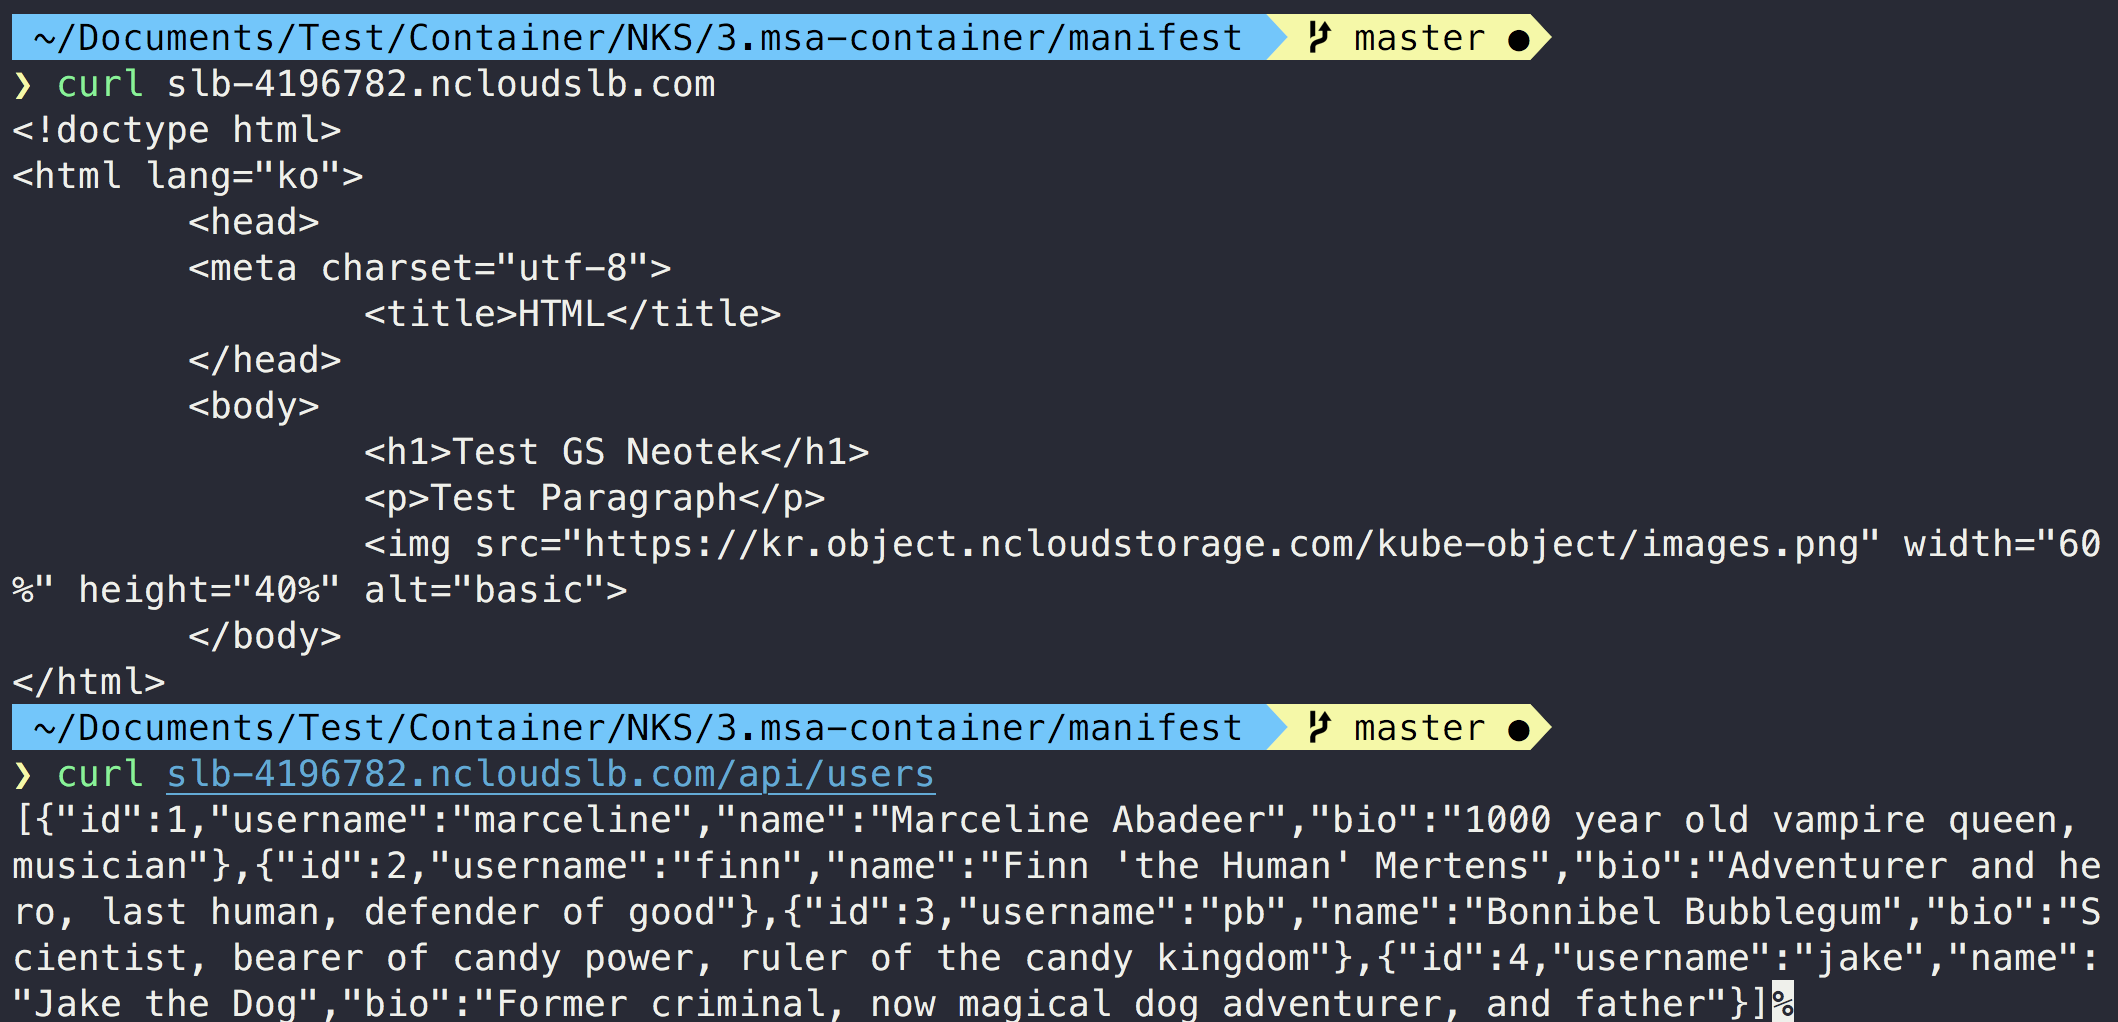 ~/Documents/Test/Container/NKS/3.msa-container/manifest master ●
❯ curl slb-4196782.ncloudslb.com
<!doctype html>
<html lang="ko">
        <head>
        <meta charset="utf-8">
                <title>HTML</title>
        </head>
        <body>
                <h1>Test GS Neotek</h1>
                <p>Test Paragraph</p>
                <img src="https://kr.object.ncloudstorage.com/kube-object/images.png" width="60
%" height="40%" alt="basic">
        </body>
</html>
~/Documents/Test/Container/NKS/3.msa-container/manifest master ●
❯ curl slb-4196782.ncloudslb.com/api/users
[{"id":1,"username":"marceline","name":"Marceline Abadeer","bio":"1000 year old vampire queen,
musician"},{"id":2,"username":"finn","name":"Finn 'the Human' Mertens","bio":"Adventurer and he
ro, last human, defender of good"},{"id":3,"username":"pb","name":"Bonnibel Bubblegum","bio":"S
cientist, bearer of candy power, ruler of the candy kingdom"},{"id":4,"username":"jake","name":
"Jake the Dog","bio":"Former criminal, now magical dog adventurer, and father"}]%